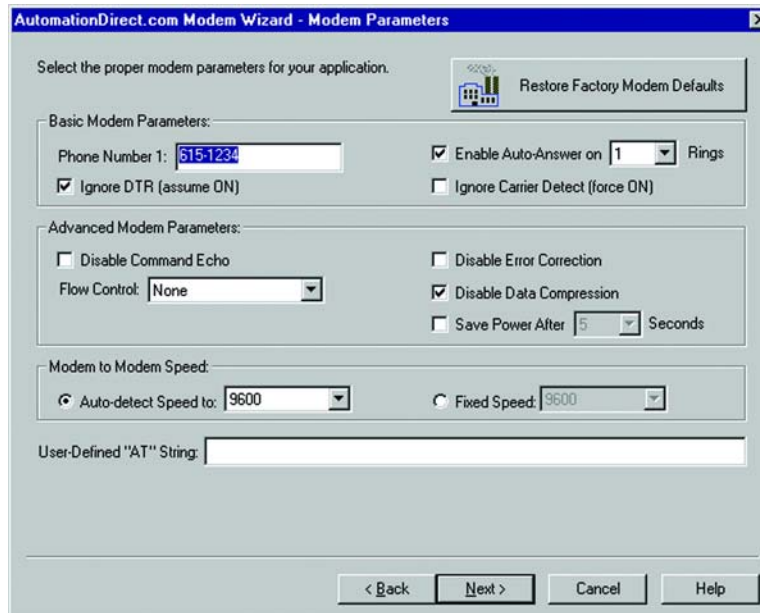 AutomationDirect.com Modem Wizard - Modem Parameters
Select the proper modem parameters for your application.
Restore Factory Modem Defaults
Basic Modem Parameters:
Phone Number 1: 615-1234
Enable Auto-Answer on 1 Rings
Ignore DTR (assume ON)
Ignore Carrier Detect (force ON)
Advanced Modem Parameters:
Disable Command Echo
Disable Error Correction
Flow Control: None
Disable Data Compression
Save Power After 5 Seconds
Modem to Modem Speed:
Auto-detect Speed to: 9600
Fixed Speed: 9600
User-Defined "AT" String:
< Back
Next >
Cancel
Help